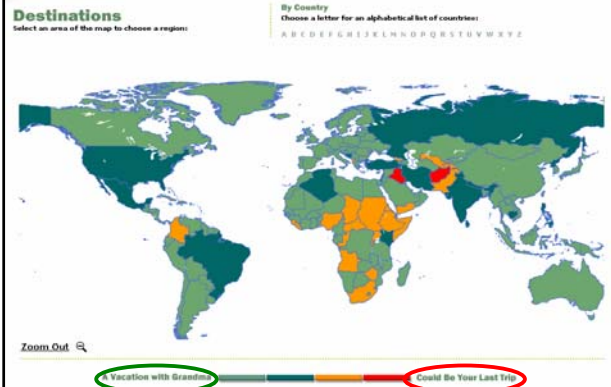 Destinations
Select an area of the map to choose a region:
By Country
Choose a letter for an alphabetical list of countries:
A B C D E F G H I J K L M N O P Q R S T U V W X Y Z
Zoom Out
A Vacation with Grandma
Could Be Your Last Trip